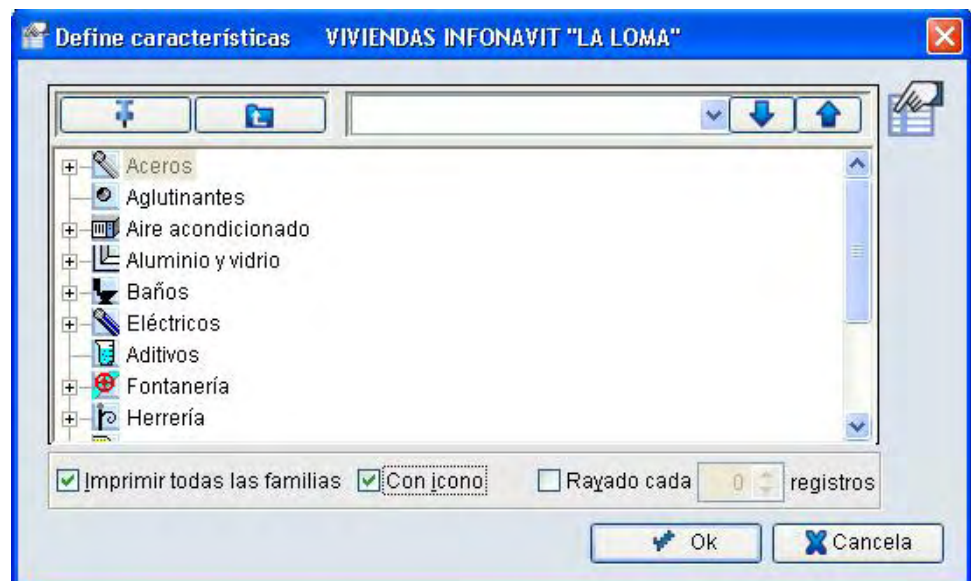 Define características VIVIENDAS INFONAVIT "LA LOMA"
Aceros
Aglutinantes
Aire acondicionado
Aluminio y vidrio
Baños
Eléctricos
Aditivos
Fontanería
Herrería
Imprimir todas las familias Con icono Rayado cada 0 registros
Ok Cancela